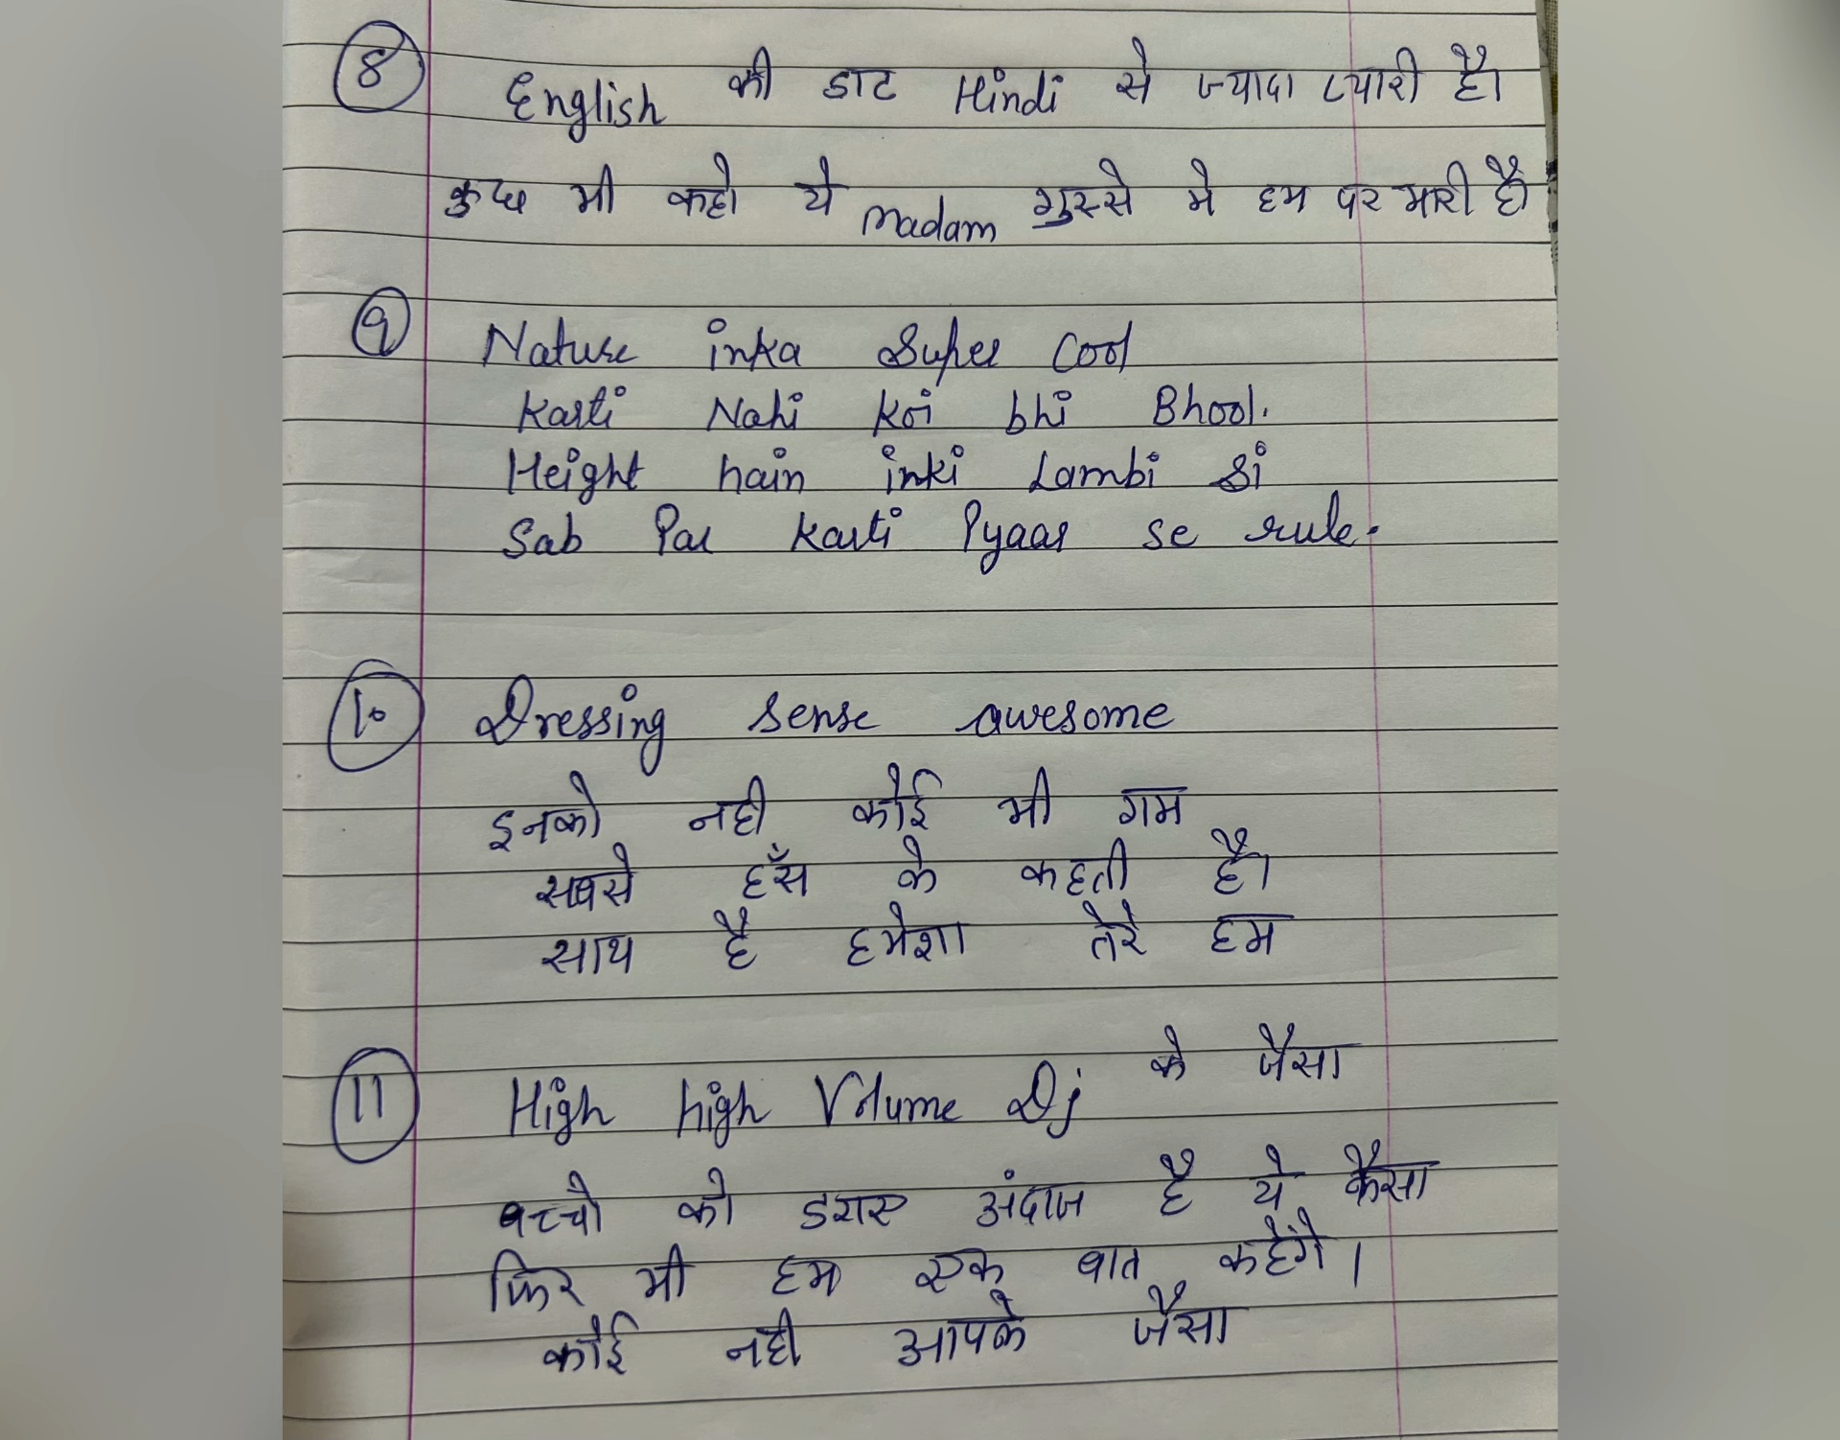 8
English की डाट Hindi से ज्यादा प्यारी है।
कुछ भी कहो ये madam गुस्से मे हम पर भारी है
9
Nature inka Super Cool
Karti Nahi Koi bhi Bhool.
Height hain inki Lambi Si
Sab Par Karti Pyaar se rule.
10
Dressing sense awesome
इनको नही कोई भी गम
सबसे हँस के कहती है।
साथ है हमेशा तेरे हम
11
High high Volume Dj के जैसा
बच्चो को डराए अंदाज है ये कैसा
फिर भी हम एक बात कहेंगे।
कोई नही आपके जैसा